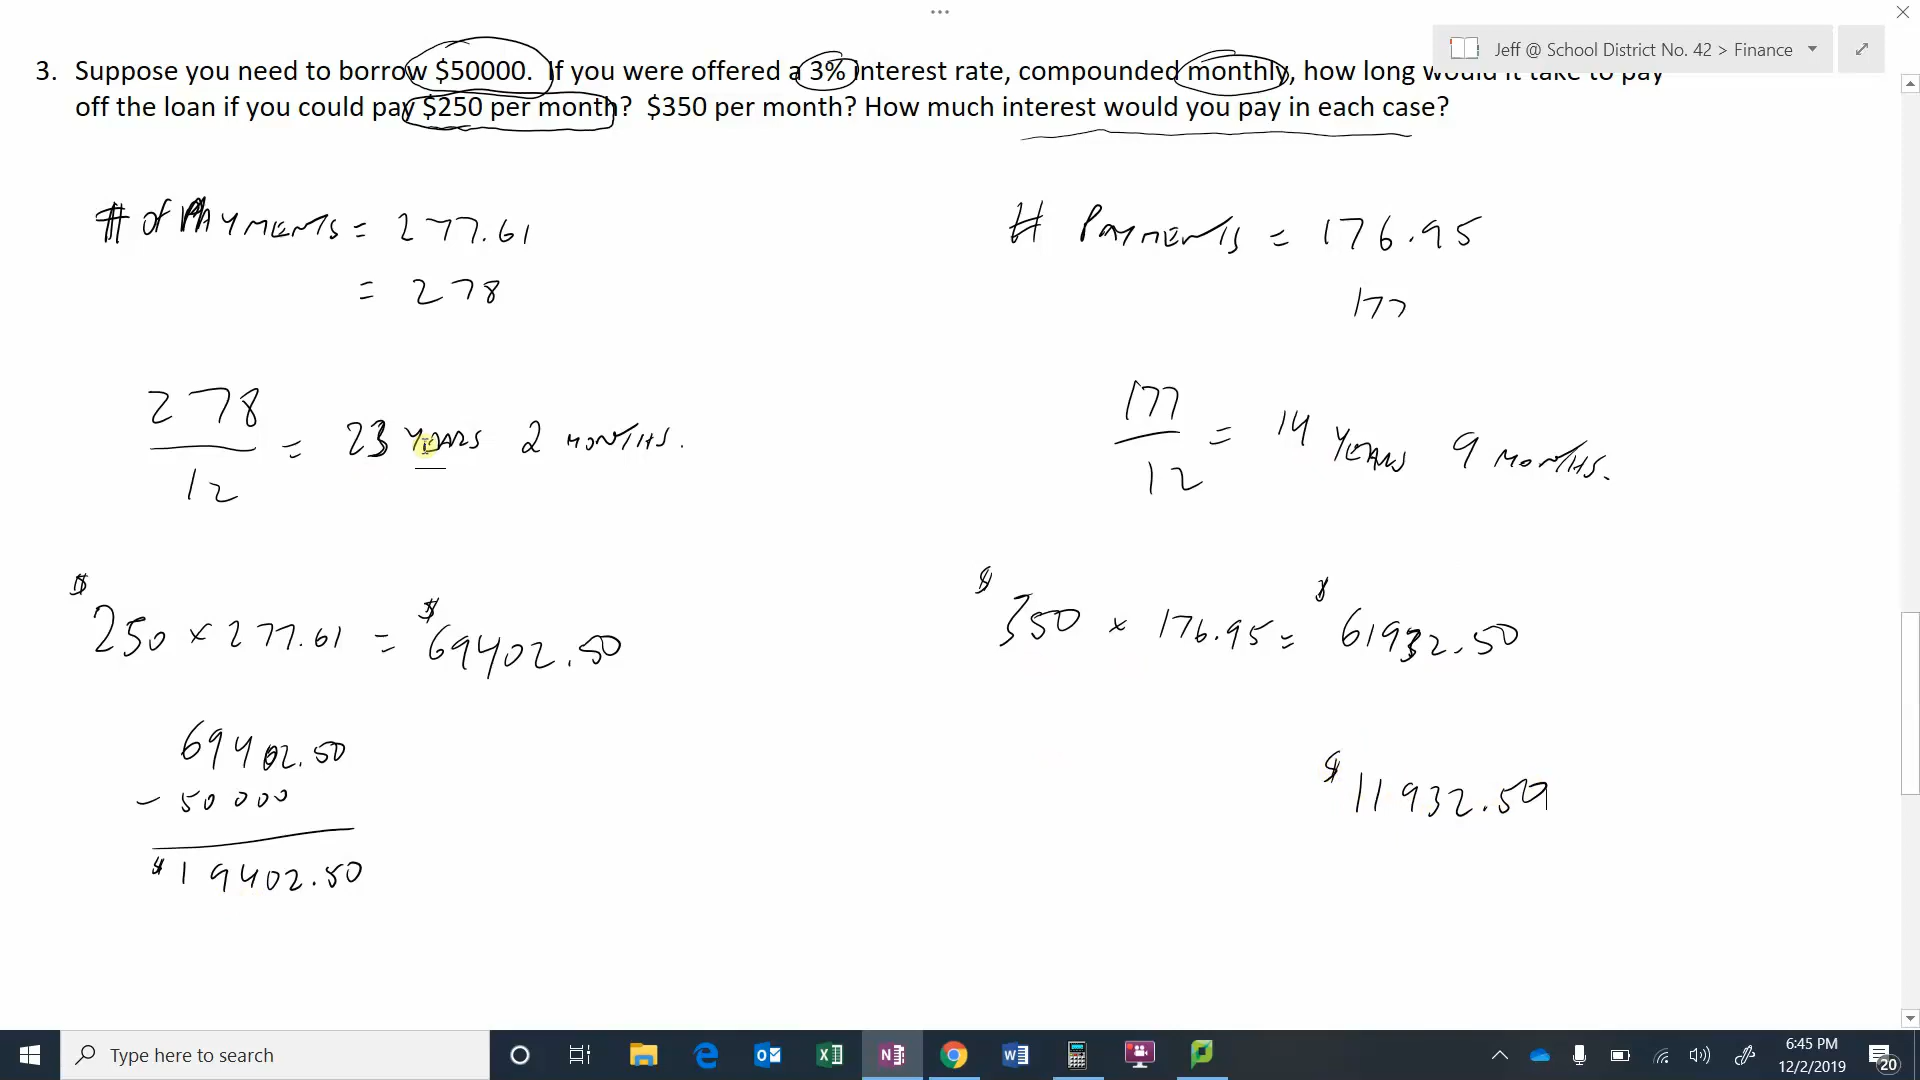 Jeff @ School District No. 42 > Finance
3. Suppose you need to borrow $50000. If you were offered a 3% interest rate, compounded monthly, how long would it take to pay
off the loan if you could pay $250 per month? $350 per month? How much interest would you pay in each case?
# of PAYMENTS = 277.61
= 278
278
12
= 23 YEARS 2 MONTHS.
$250 × 277.61 = $69402.50
69402.50
- 50000
$19402.50
# PAYMENTS = 176.95
177
177
12
= 14 YEARS 9 MONTHS.
$350 × 176.95 = $61932.50
$11932.50
Type here to search
6:45 PM
12/2/2019
20